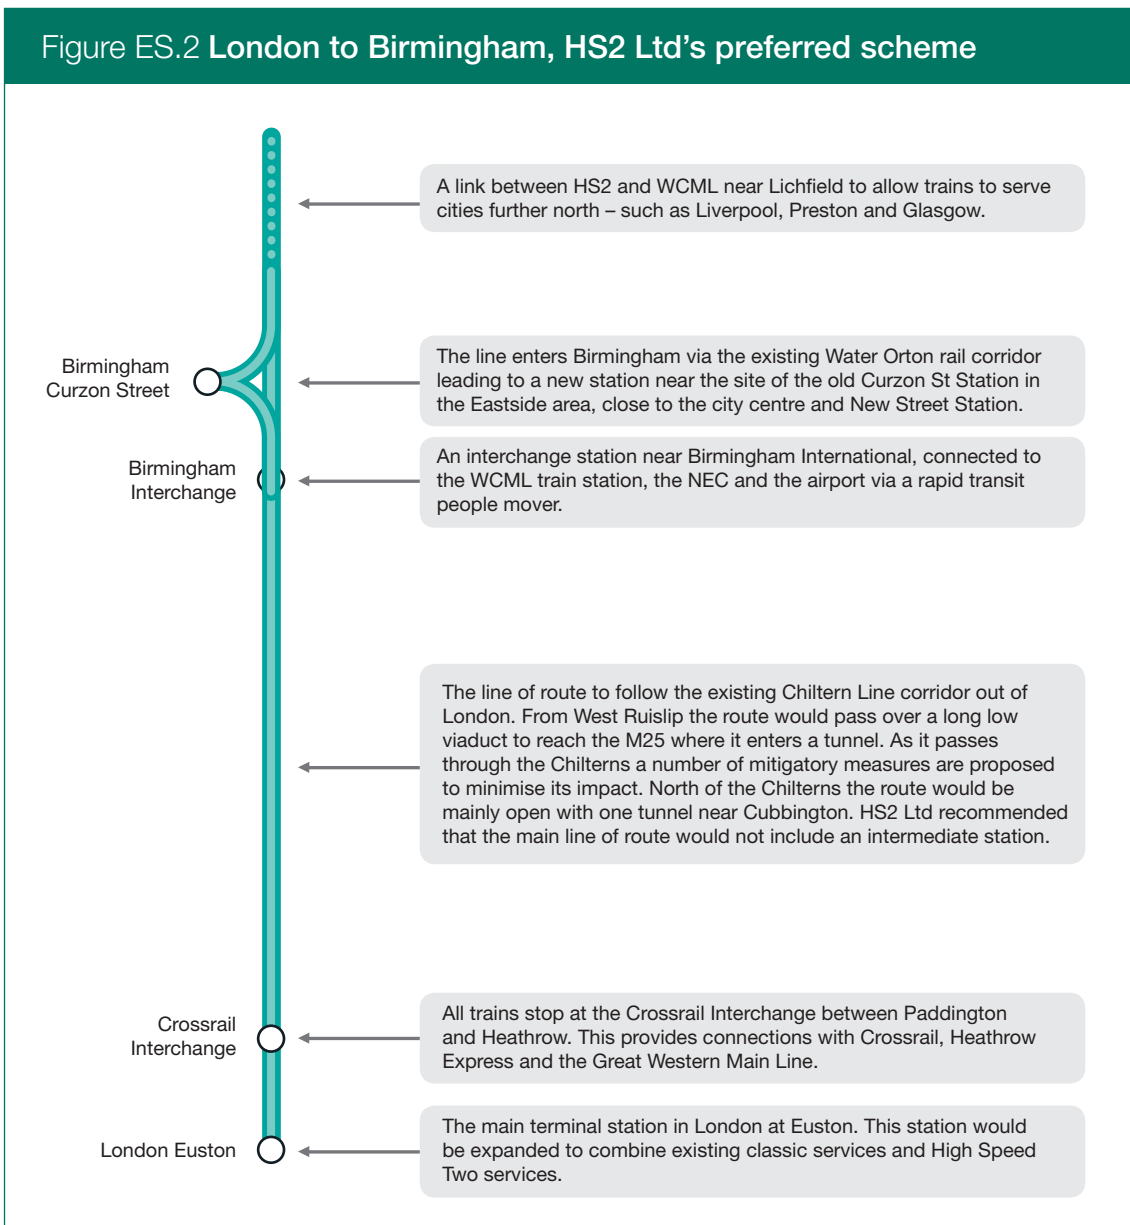 Figure ES.2 London to Birmingham, HS2 Ltd's preferred scheme
A link between HS2 and WCML near Lichfield to allow trains to serve
cities further north – such as Liverpool, Preston and Glasgow.
Birmingham
Curzon Street
The line enters Birmingham via the existing Water Orton rail corridor
leading to a new station near the site of the old Curzon St Station in
the Eastside area, close to the city centre and New Street Station.
Birmingham
Interchange
An interchange station near Birmingham International, connected to
the WCML train station, the NEC and the airport via a rapid transit
people mover.
The line of route to follow the existing Chiltern Line corridor out of
London. From West Ruislip the route would pass over a long low
viaduct to reach the M25 where it enters a tunnel. As it passes
through the Chilterns a number of mitigatory measures are proposed
to minimise its impact. North of the Chilterns the route would be
mainly open with one tunnel near Cubbington. HS2 Ltd recommended
that the main line of route would not include an intermediate station.
Crossrail
Interchange
All trains stop at the Crossrail Interchange between Paddington
and Heathrow. This provides connections with Crossrail, Heathrow
Express and the Great Western Main Line.
London Euston
The main terminal station in London at Euston. This station would
be expanded to combine existing classic services and High Speed
Two services.